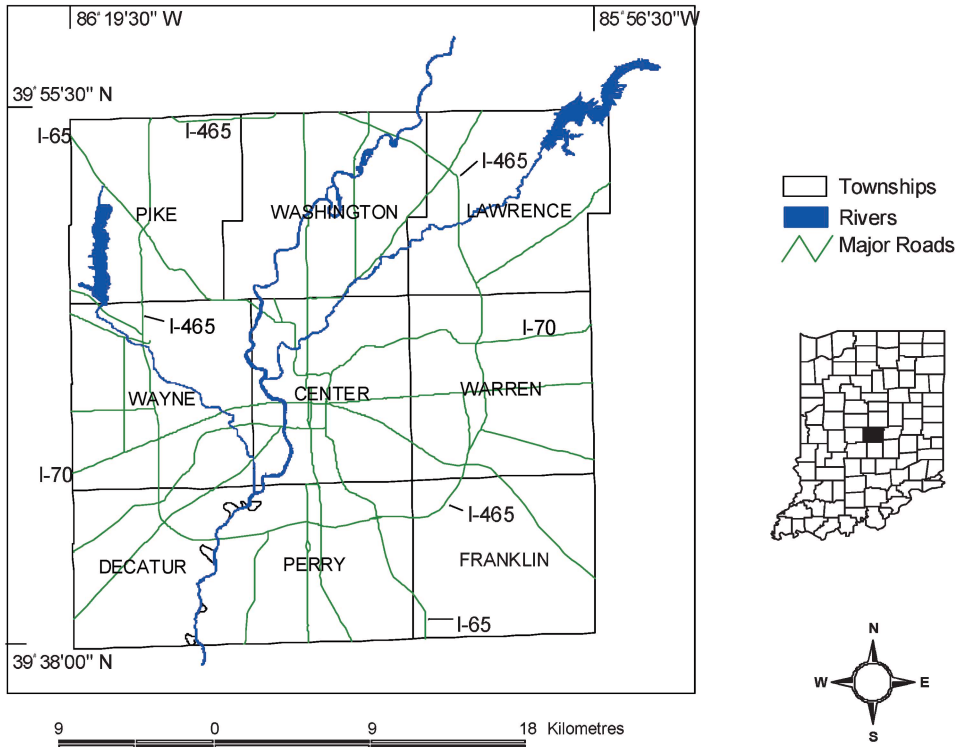 86° 19'30" W
85° 56'30" W
39° 55'30" N
I-65
I-465
I-465
PIKE
WASHINGTON
LAWRENCE
Townships
Rivers
Major Roads
I-465
I-70
WAYNE
CENTER
WARREN
I-70
I-465
DECATUR
PERRY
FRANKLIN
I-65
39° 38'00" N
N
W
E
S
9 0 9 18 Kilometres